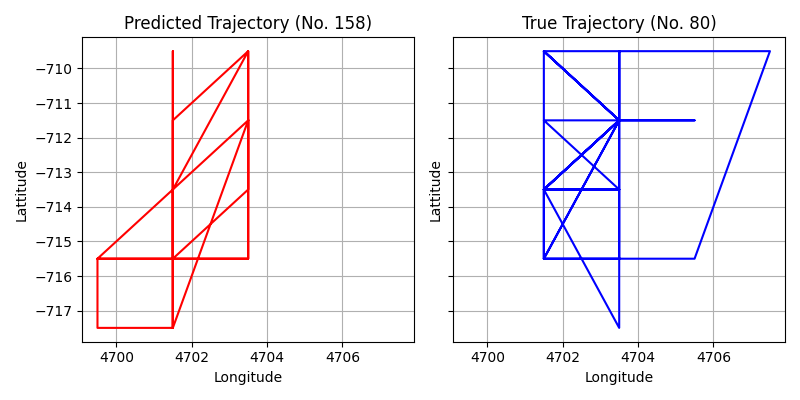 Predicted Trajectory (No. 158)
Lattitude
−710
−711
−712
−713
−714
−715
−716
−717
4700
4702
4704
4706
Longitude
True Trajectory (No. 80)
Lattitude
4700
4702
4704
4706
Longitude